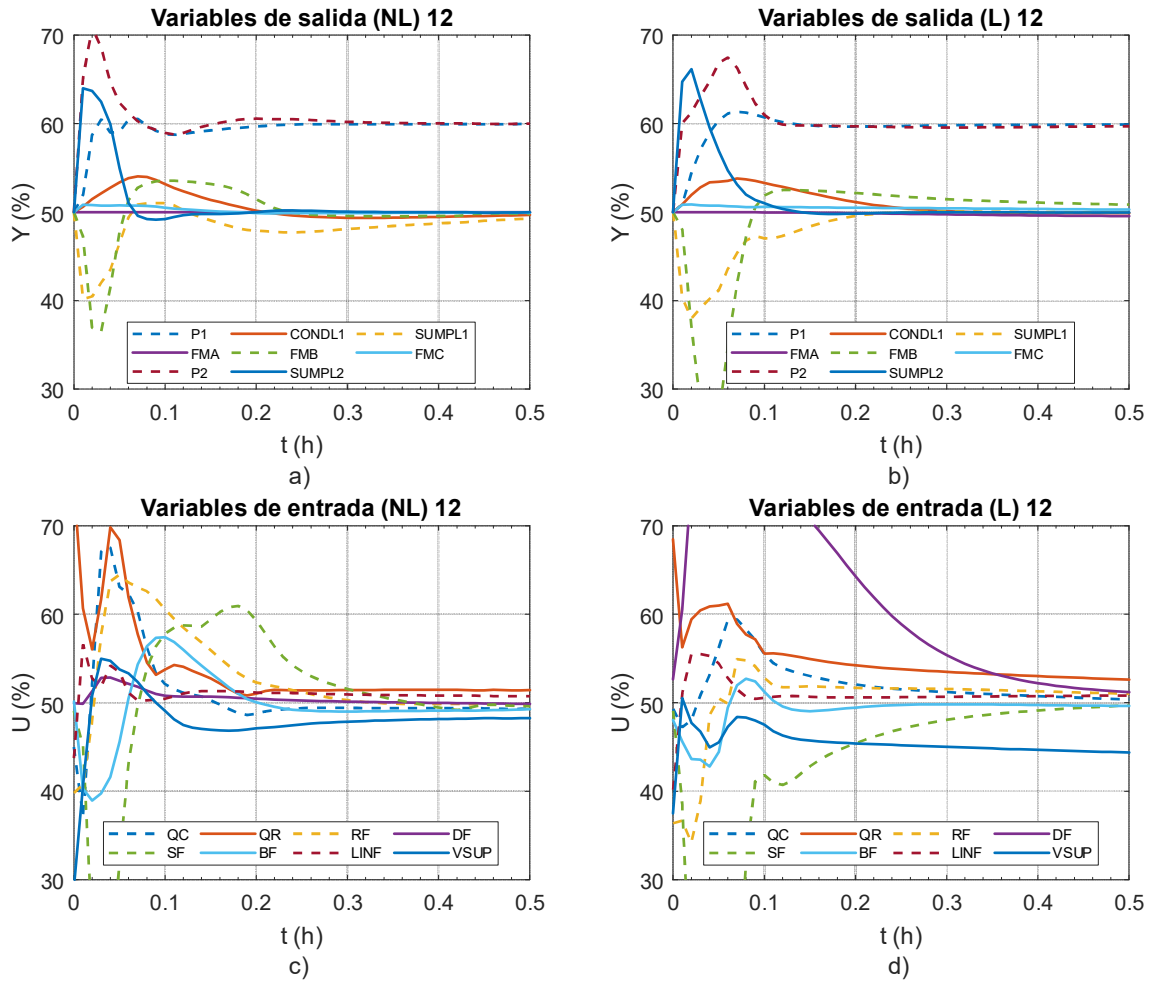 Variables de salida (NL) 12
70
60
50
40
30
Y (%)
P1 CONDL1 SUMPL1
FMA FMB FMC
P2 SUMPL2
0 0.1 0.2 0.3 0.4 0.5
t (h)
a)
Variables de salida (L) 12
70
60
50
40
30
Y (%)
P1 CONDL1 SUMPL1
FMA FMB FMC
P2 SUMPL2
0 0.1 0.2 0.3 0.4 0.5
t (h)
b)
Variables de entrada (NL) 12
70
60
50
40
30
U (%)
QC QR RF DF
SF BF LINF VSUP
0 0.1 0.2 0.3 0.4 0.5
t (h)
c)
Variables de entrada (L) 12
70
60
50
40
30
U (%)
QC QR RF DF
SF BF LINF VSUP
0 0.1 0.2 0.3 0.4 0.5
t (h)
d)